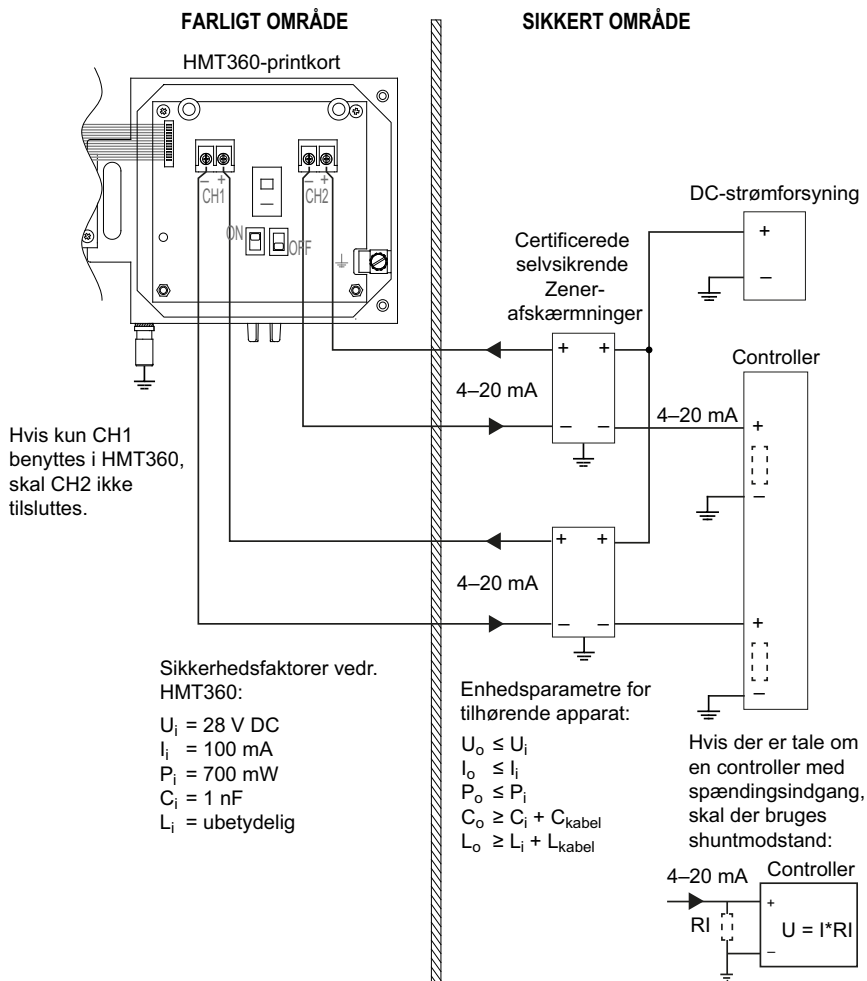 FARLIGT OMRÅDE
SIKKERT OMRÅDE
HMT360-printkort
– +
CH1
– +
CH2
ON
OFF
DC-strømforsyning
+
–
Certificerede
selvsikrende
Zener-
afskærmninger
+ +
– –
4–20 mA
Controller
4–20 mA
+
–
Hvis kun CH1
benyttes i HMT360,
skal CH2 ikke
tilsluttes.
+ +
– –
4–20 mA
+
–
Sikkerhedsfaktorer vedr.
HMT360:
Ui = 28 V DC
Ii = 100 mA
Pi = 700 mW
Ci = 1 nF
Li = ubetydelig
Enhedsparametre for
tilhørende apparat:
Uo ≤ Ui
Io ≤ Ii
Po ≤ Pi
Co ≥ Ci + Ckabel
Lo ≥ Li + Lkabel
Hvis der er tale om
en controller med
spændingsindgang,
skal der bruges
shuntmodstand:
4–20 mA
Controller
RI
+
U = I*RI
–